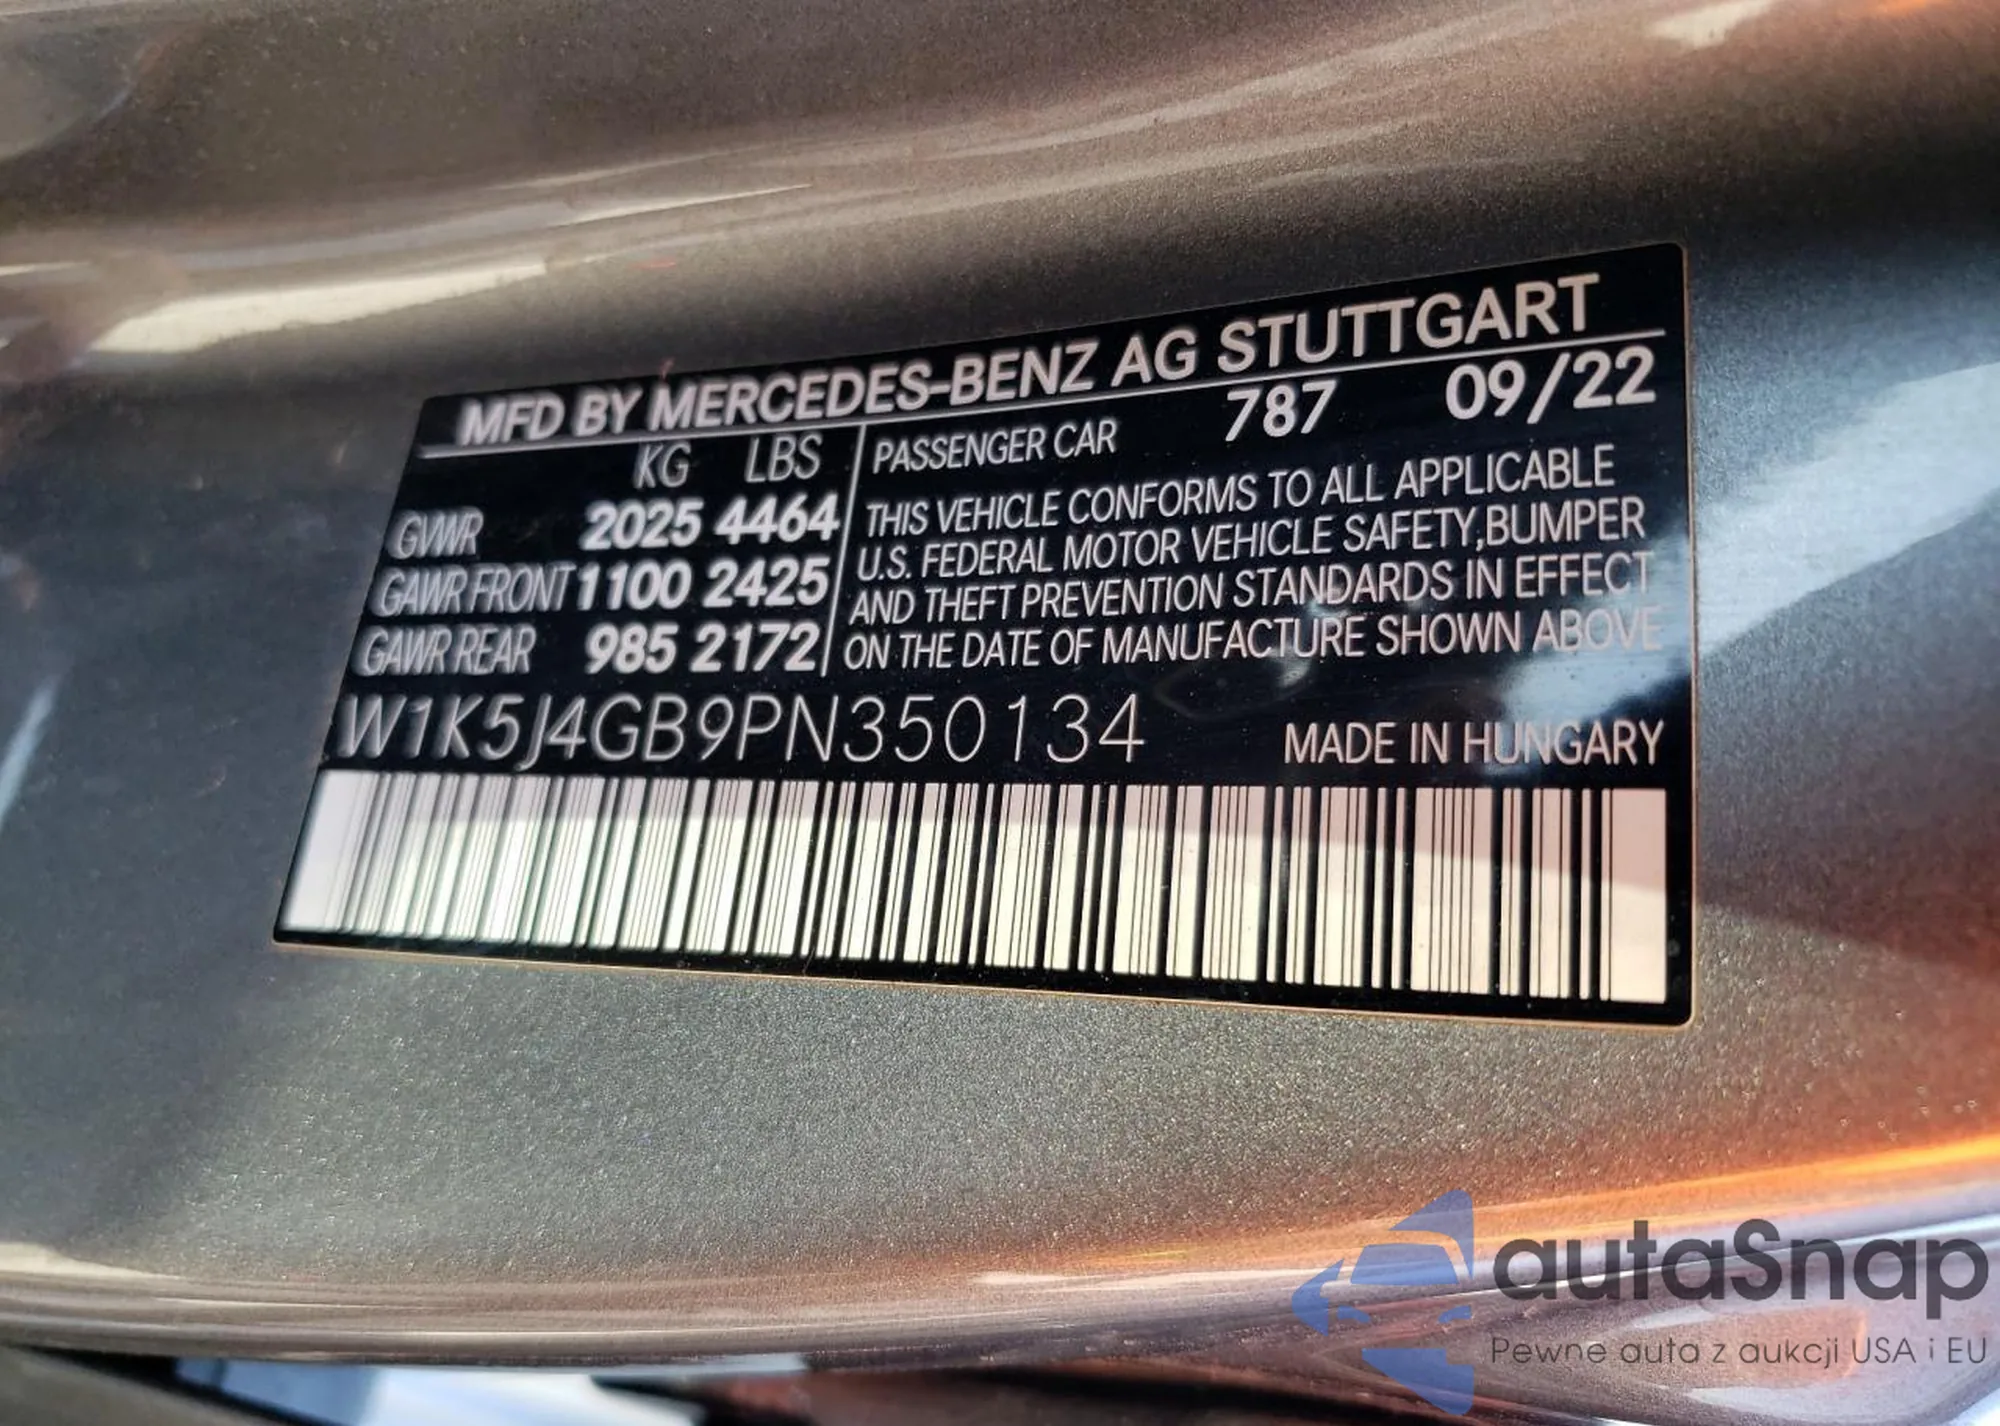 MFD BY MERCEDES-BENZ AG STUTTGART
KG LBS
GVWR 2025 4464
GAWR FRONT 1100 2425
GAWR REAR 985 2172
PASSENGER CAR 787 09/22
THIS VEHICLE CONFORMS TO ALL APPLICABLE
U.S. FEDERAL MOTOR VEHICLE SAFETY,BUMPER
AND THEFT PREVENTION STANDARDS IN EFFECT
ON THE DATE OF MANUFACTURE SHOWN ABOVE
W1K5J4GB9PN350134 MADE IN HUNGARY
autaSnap
Pewne auta z aukcji USA i EU